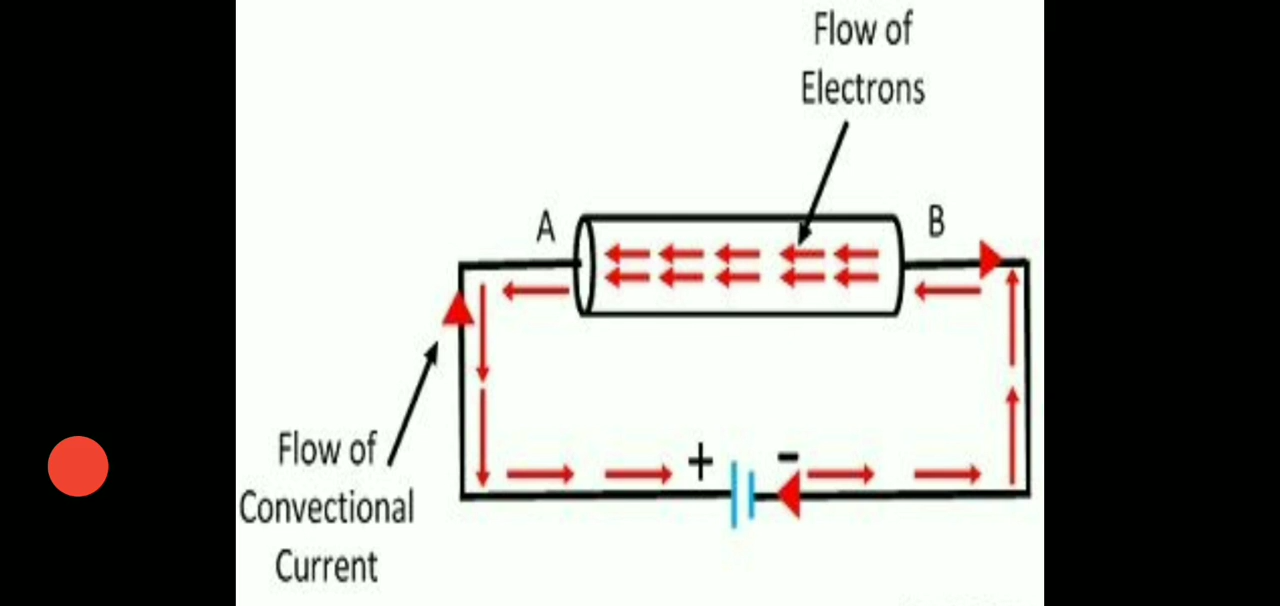 Flow of
Electrons
A
B
+
-
Flow of
Convectional
Current